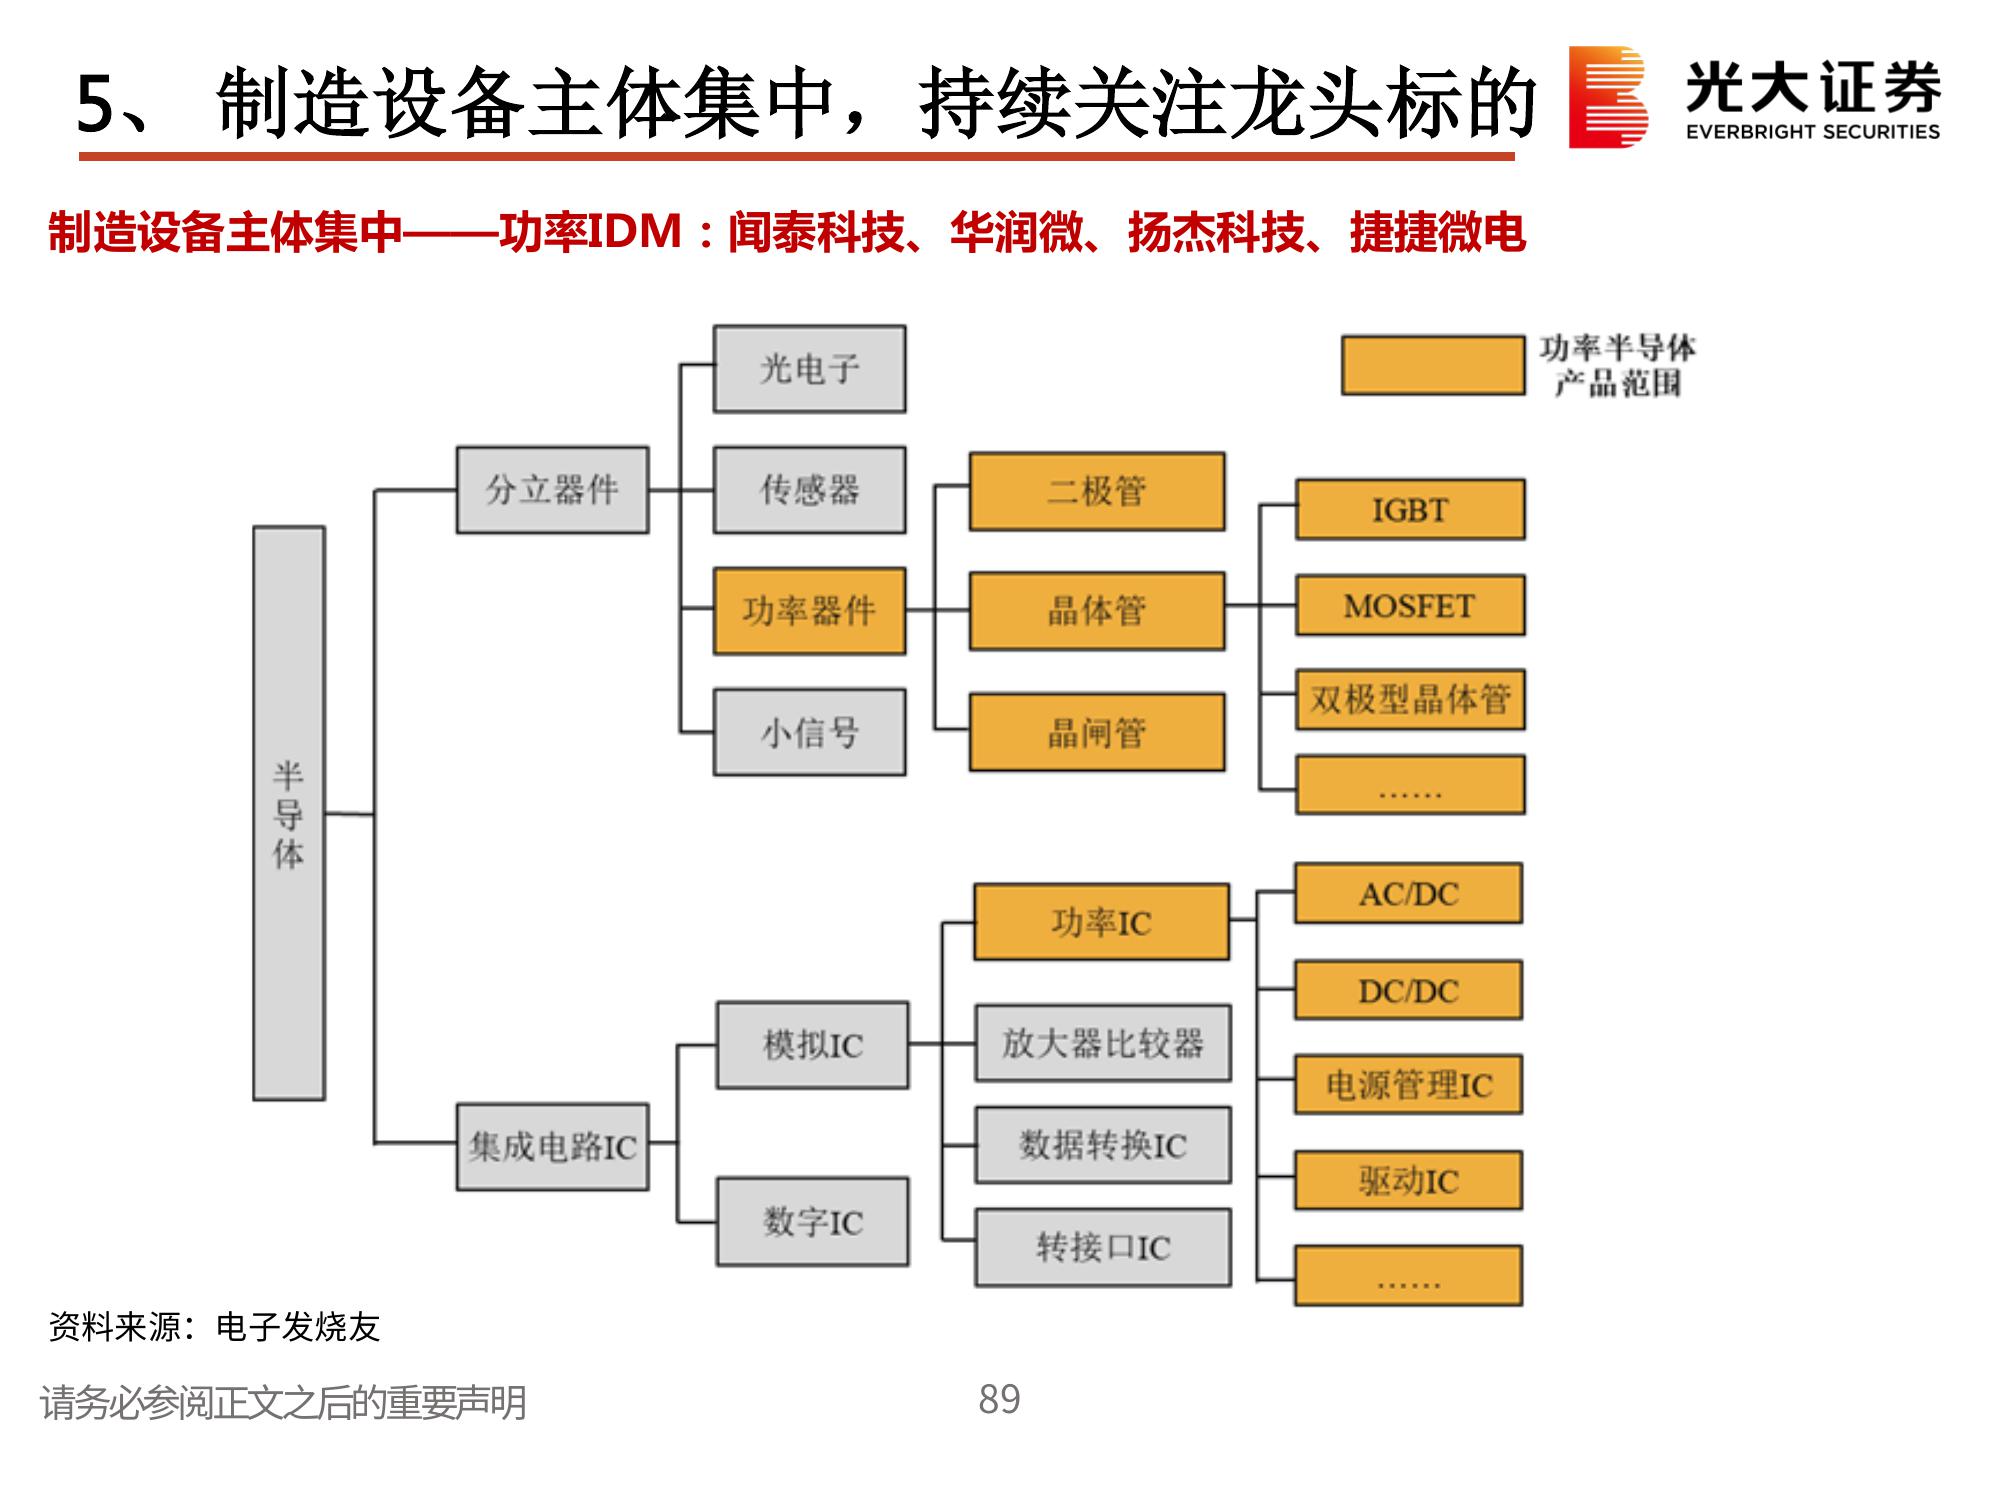 5、 制造设备主体集中，持续关注龙头标的
光大证券
EVERBRIGHT SECURITIES
制造设备主体集中——功率IDM：闻泰科技、华润微、扬杰科技、捷捷微电
功率半导体
产品范围
半
导
体
分立器件
光电子
传感器
功率器件
小信号
二极管
晶体管
晶闸管
IGBT
MOSFET
双极型晶体管
……
集成电路IC
模拟IC
数字IC
功率IC
放大器比较器
数据转换IC
转接口IC
AC/DC
DC/DC
电源管理IC
驱动IC
……
资料来源：电子发烧友
请务必参阅正文之后的重要声明
89